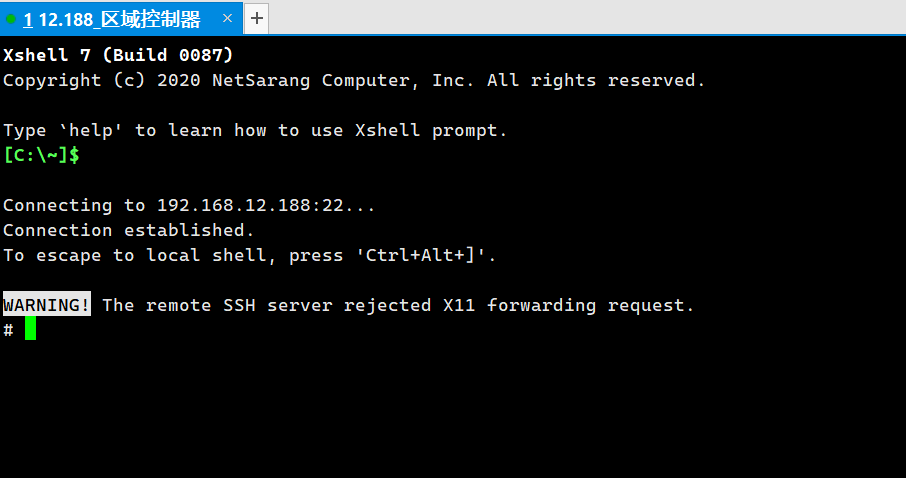 1 12.188_区域控制器 × +
Xshell 7 (Build 0087)
Copyright (c) 2020 NetSarang Computer, Inc. All rights reserved.
Type `help' to learn how to use Xshell prompt.
[C:\~]$
Connecting to 192.168.12.188:22...
Connection established.
To escape to local shell, press 'Ctrl+Alt+]'.
WARNING! The remote SSH server rejected X11 forwarding request.
#